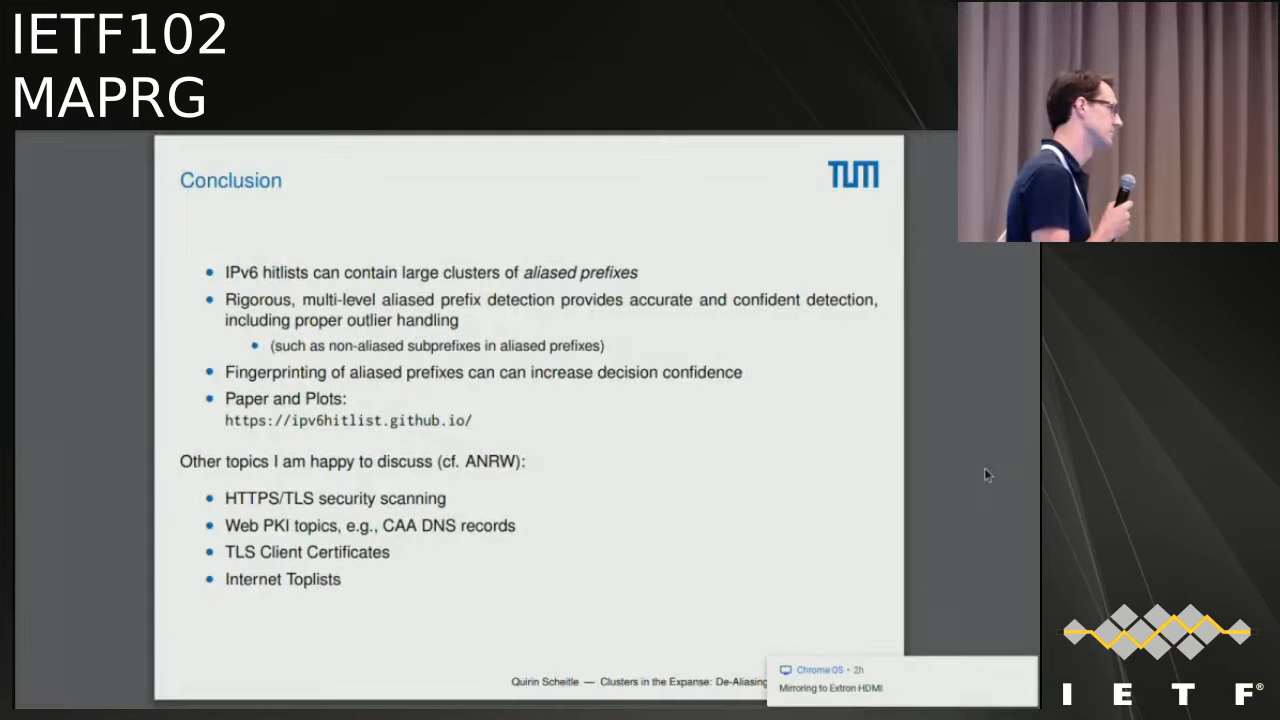 IETF102
MAPRG
Conclusion
TUM
IPv6 hitlists can contain large clusters of aliased prefixes
Rigorous, multi-level aliased prefix detection provides accurate and confident detection,
including proper outlier handling
(such as non-aliased subprefixes in aliased prefixes)
Fingerprinting of aliased prefixes can can increase decision confidence
Paper and Plots:
https://ipv6hitlist.github.io/
Other topics I am happy to discuss (cf. ANRW):
HTTPS/TLS security scanning
Web PKI topics, e.g., CAA DNS records
TLS Client Certificates
Internet Toplists
Quirin Scheitle — Clusters in the Expanse: De-Aliasing
Chrome OS • 2h
Mirroring to Extron HDMI
I E T F®